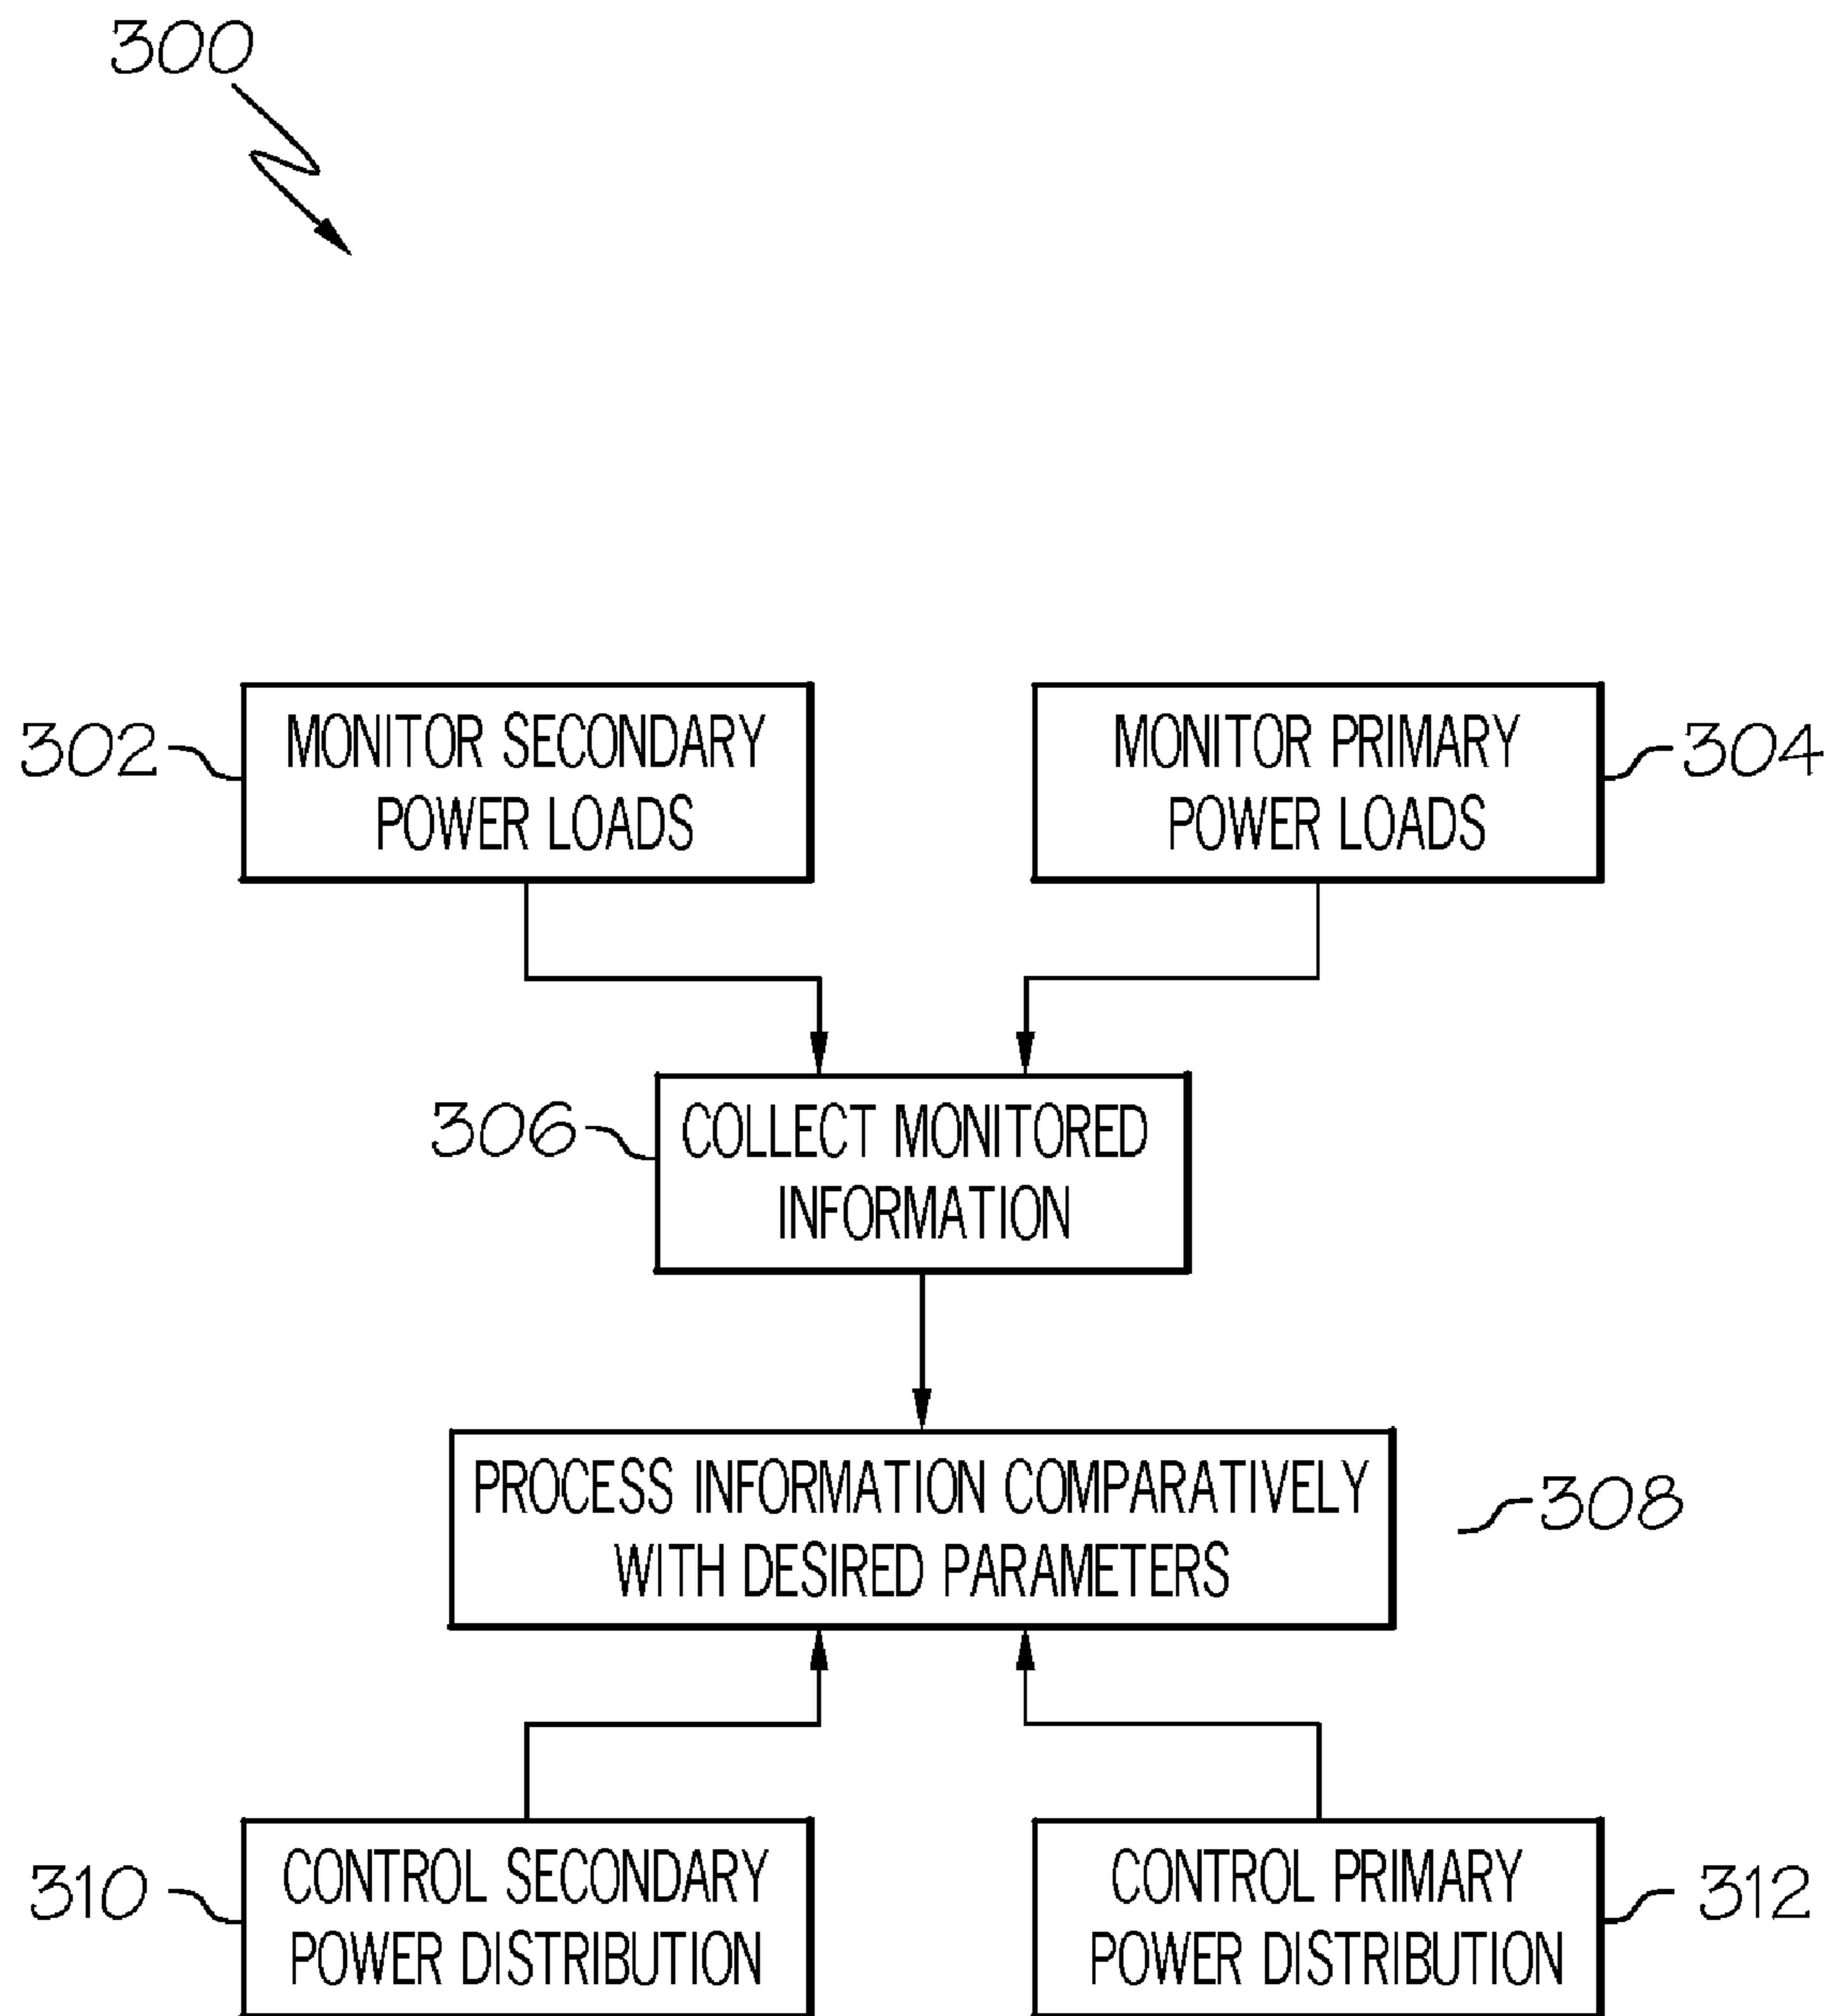 300
302
MONITOR SECONDARY
POWER LOADS
MONITOR PRIMARY
POWER LOADS
304
306
COLLECT MONITORED
INFORMATION
PROCESS INFORMATION COMPARATIVELY
WITH DESIRED PARAMETERS
308
310
CONTROL SECONDARY
POWER DISTRIBUTION
CONTROL PRIMARY
POWER DISTRIBUTION
312